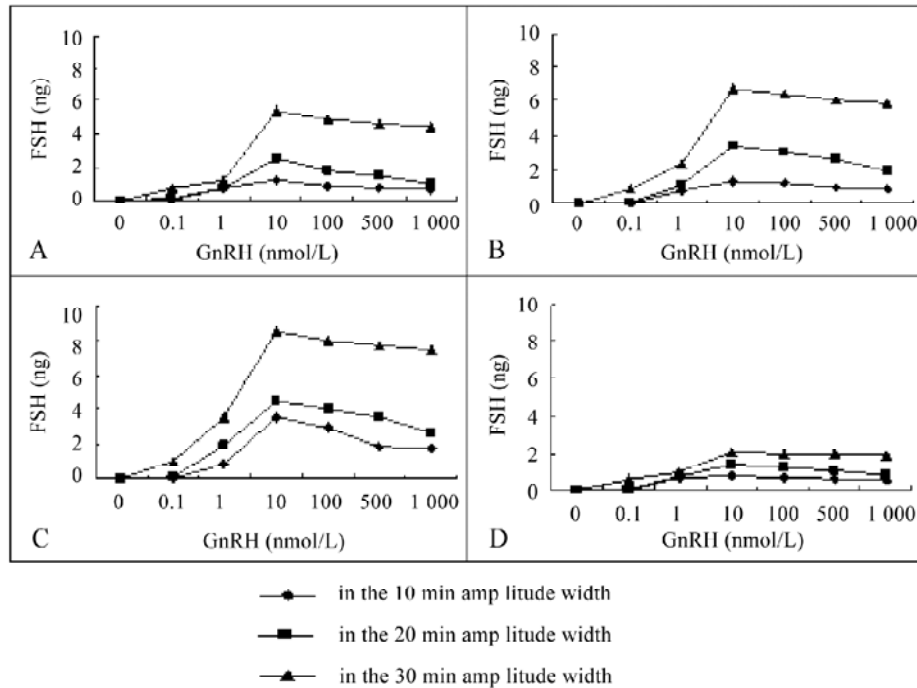 10
8
6
4
2
0
FSH (ng)
0 0.1 1 10 100 500 1 000
A GnRH (nmol/L)
10
8
6
4
2
0
FSH (ng)
0 0.1 1 10 100 500 1 000
B GnRH (nmol/L)
10
8
6
4
2
0
FSH (ng)
0 0.1 1 10 100 500 1 000
C GnRH (nmol/L)
10
8
6
4
2
0
FSH (ng)
0 0.1 1 10 100 500 1 000
D GnRH (nmol/L)
in the 10 min amp litude width
in the 20 min amp litude width
in the 30 min amp litude width